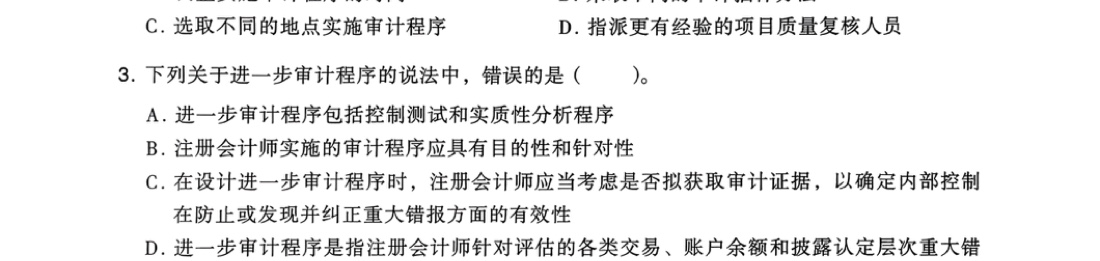 C. 选取不同的地点实施审计程序 D. 指派更有经验的项目质量复核人员
3. 下列关于进一步审计程序的说法中，错误的是（ ）。
A. 进一步审计程序包括控制测试和实质性分析程序
B. 注册会计师实施的审计程序应具有目的性和针对性
C. 在设计进一步审计程序时，注册会计师应当考虑是否拟获取审计证据，以确定内部控制
在防止或发现并纠正重大错报方面的有效性
D. 进一步审计程序是指注册会计师针对评估的各类交易、账户余额和披露认定层次重大错